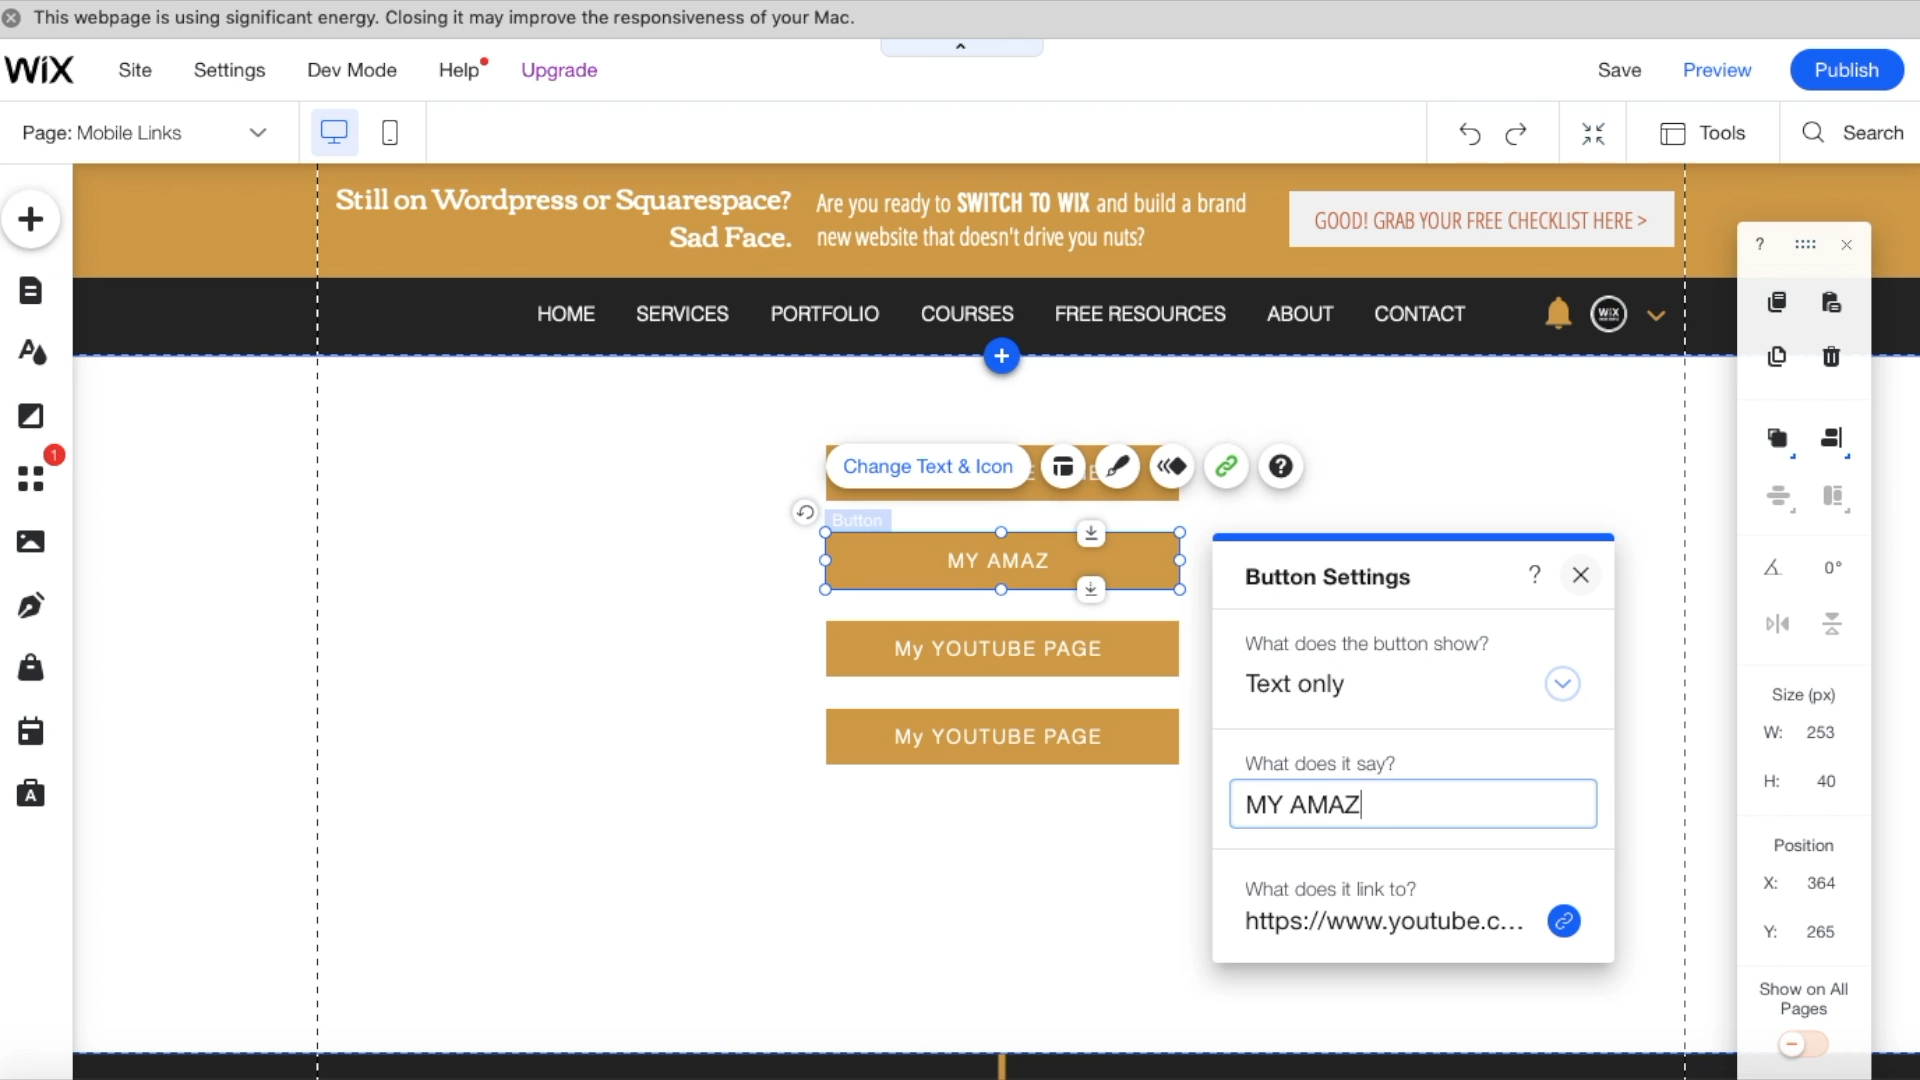 This webpage is using significant energy. Closing it may improve the responsiveness of your Mac.
WiX Site Settings Dev Mode Help Upgrade Save Preview Publish
Page: Mobile Links Tools Search
Still on Wordpress or Squarespace?
Sad Face.
Are you ready to SWITCH TO WIX and build a brand
new website that doesn't drive you nuts?
GOOD! GRAB YOUR FREE CHECKLIST HERE >
HOME SERVICES PORTFOLIO COURSES FREE RESOURCES ABOUT CONTACT
WiX
1
Change Text & Icon
?
Button
MY AMAZ
My YOUTUBE PAGE
My YOUTUBE PAGE
Button Settings ?
What does the button show?
Text only
What does it say?
MY AMAZ
What does it link to?
https://www.youtube.c...
?
0°
Size (px)
W: 253
H: 40
Position
X: 364
Y: 265
Show on All
Pages